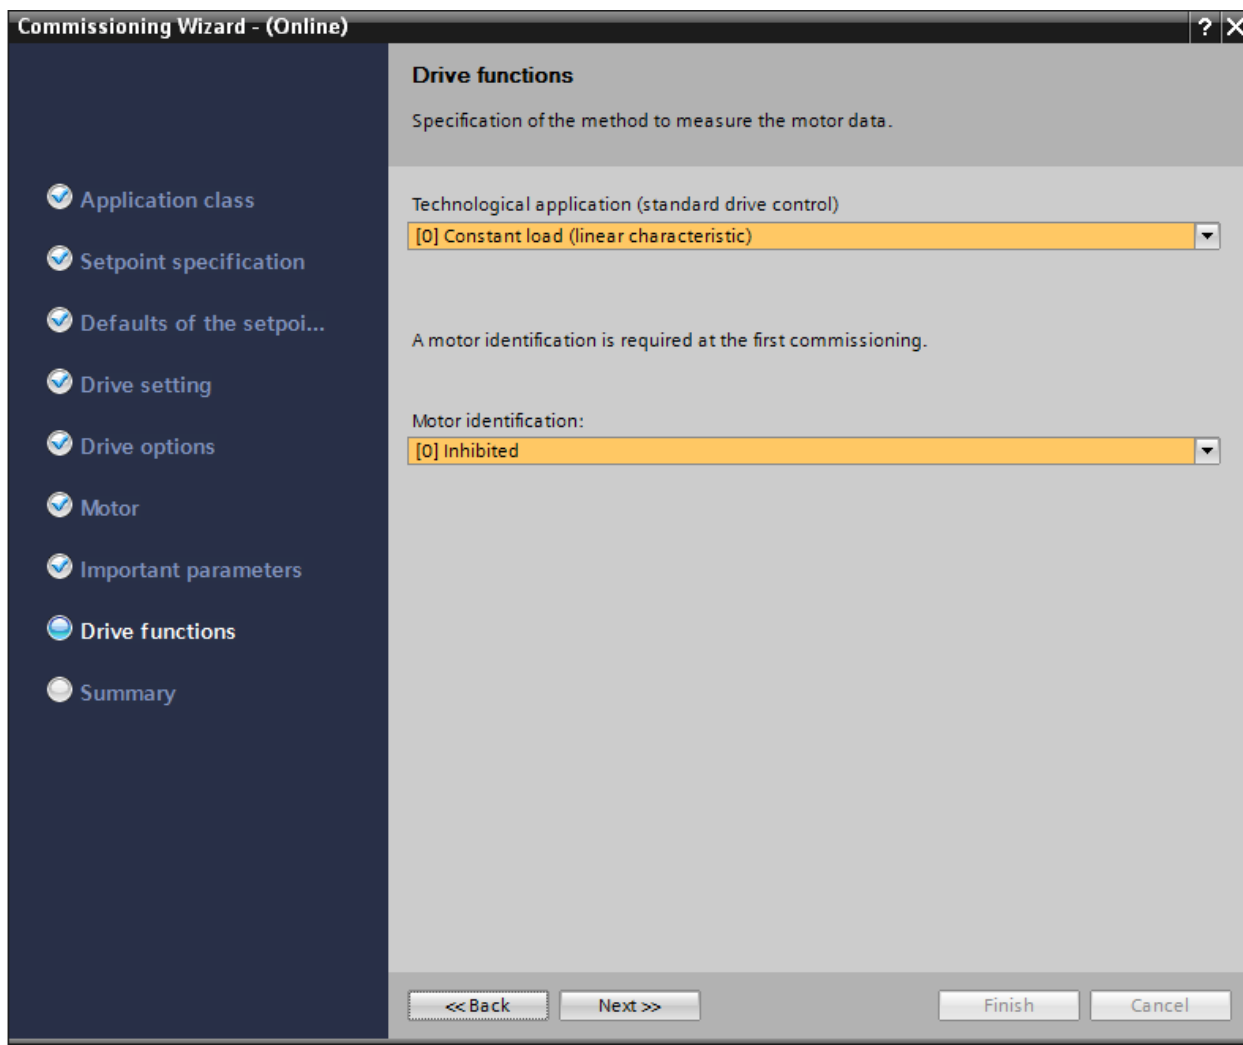 Commissioning Wizard - (Online)
? X
Drive functions
Specification of the method to measure the motor data.
Application class
Setpoint specification
Defaults of the setpoi...
Drive setting
Drive options
Motor
Important parameters
Drive functions
Summary
Technological application (standard drive control)
[0] Constant load (linear characteristic)
A motor identification is required at the first commissioning.
Motor identification:
[0] Inhibited
<< Back
Next >>
Finish
Cancel